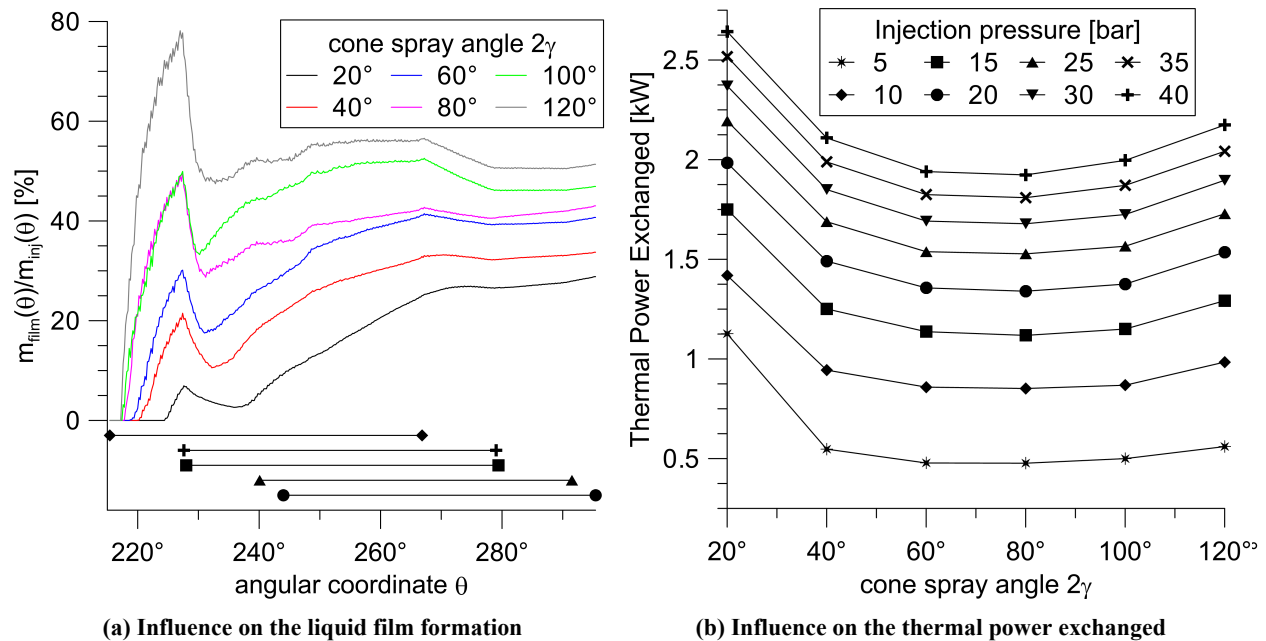 80
60
40
20
0
m_film(θ)/m_inj(θ) [%]
cone spray angle 2γ
20° 60° 100°
40° 80° 120°
220° 240° 260° 280°
angular coordinate θ
(a) Influence on the liquid film formation
2.5
2
1.5
1
0.5
Thermal Power Exchanged [kW]
Injection pressure [bar]
5 15 25 35
10 20 30 40
20° 40° 60° 80° 100° 120°
cone spray angle 2γ
(b) Influence on the thermal power exchanged